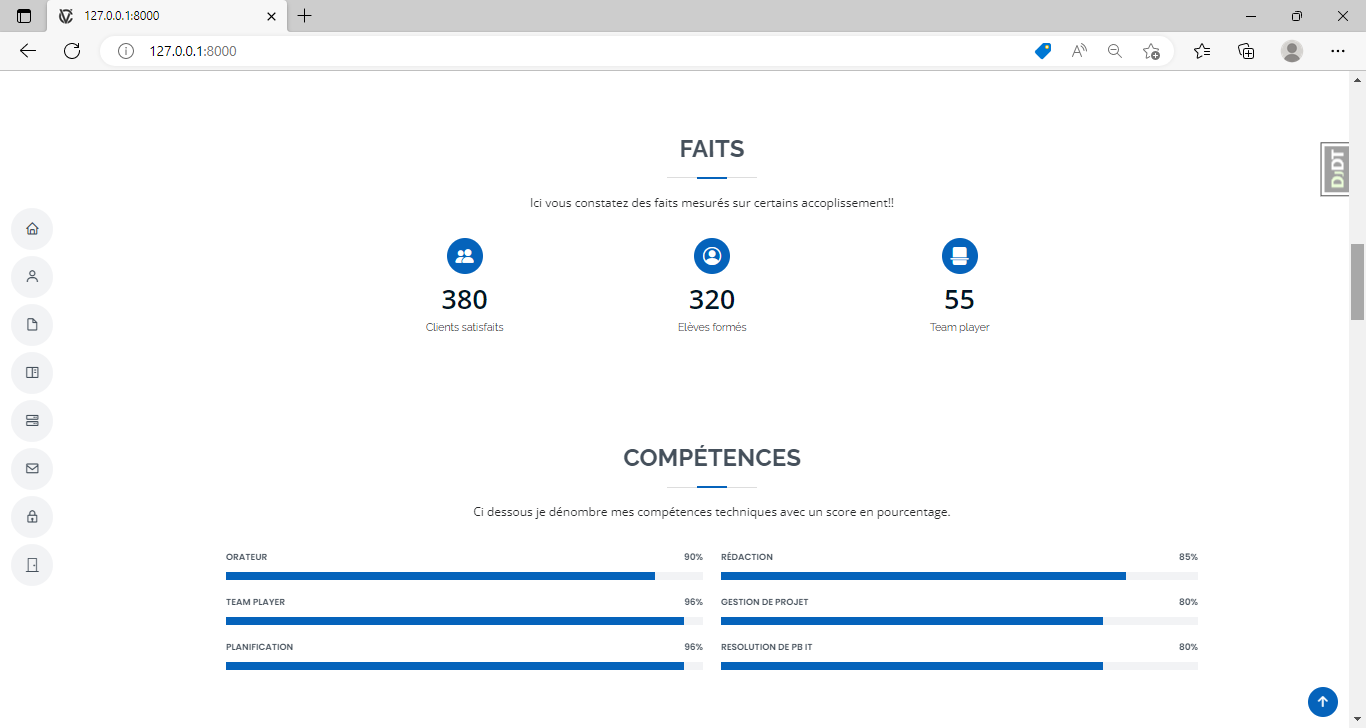 127.0.0.1:8000
127.0.0.1:8000
DJDT
FAITS
Ici vous constatez des faits mesurés sur certains accoplissement!!
380
320
55
Clients satisfaits
Elèves formés
Team player
COMPÉTENCES
Ci dessous je dénombre mes compétences techniques avec un score en pourcentage.
ORATEUR 90%
RÉDACTION 85%
TEAM PLAYER 96%
GESTION DE PROJET 80%
PLANIFICATION 96%
RESOLUTION DE PB IT 80%